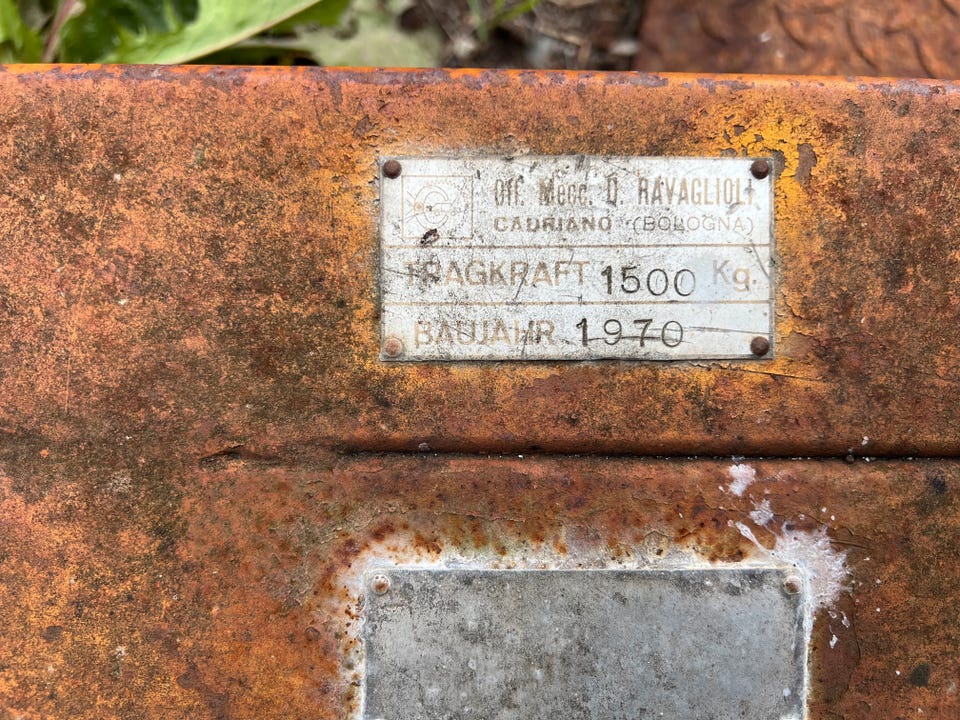 Off. Mecc. D. RAVAGLIOLI
CADRIANO (BOLOGNA)
TRAGKRAFT 1500 Kg.
BAUJAHR 1970